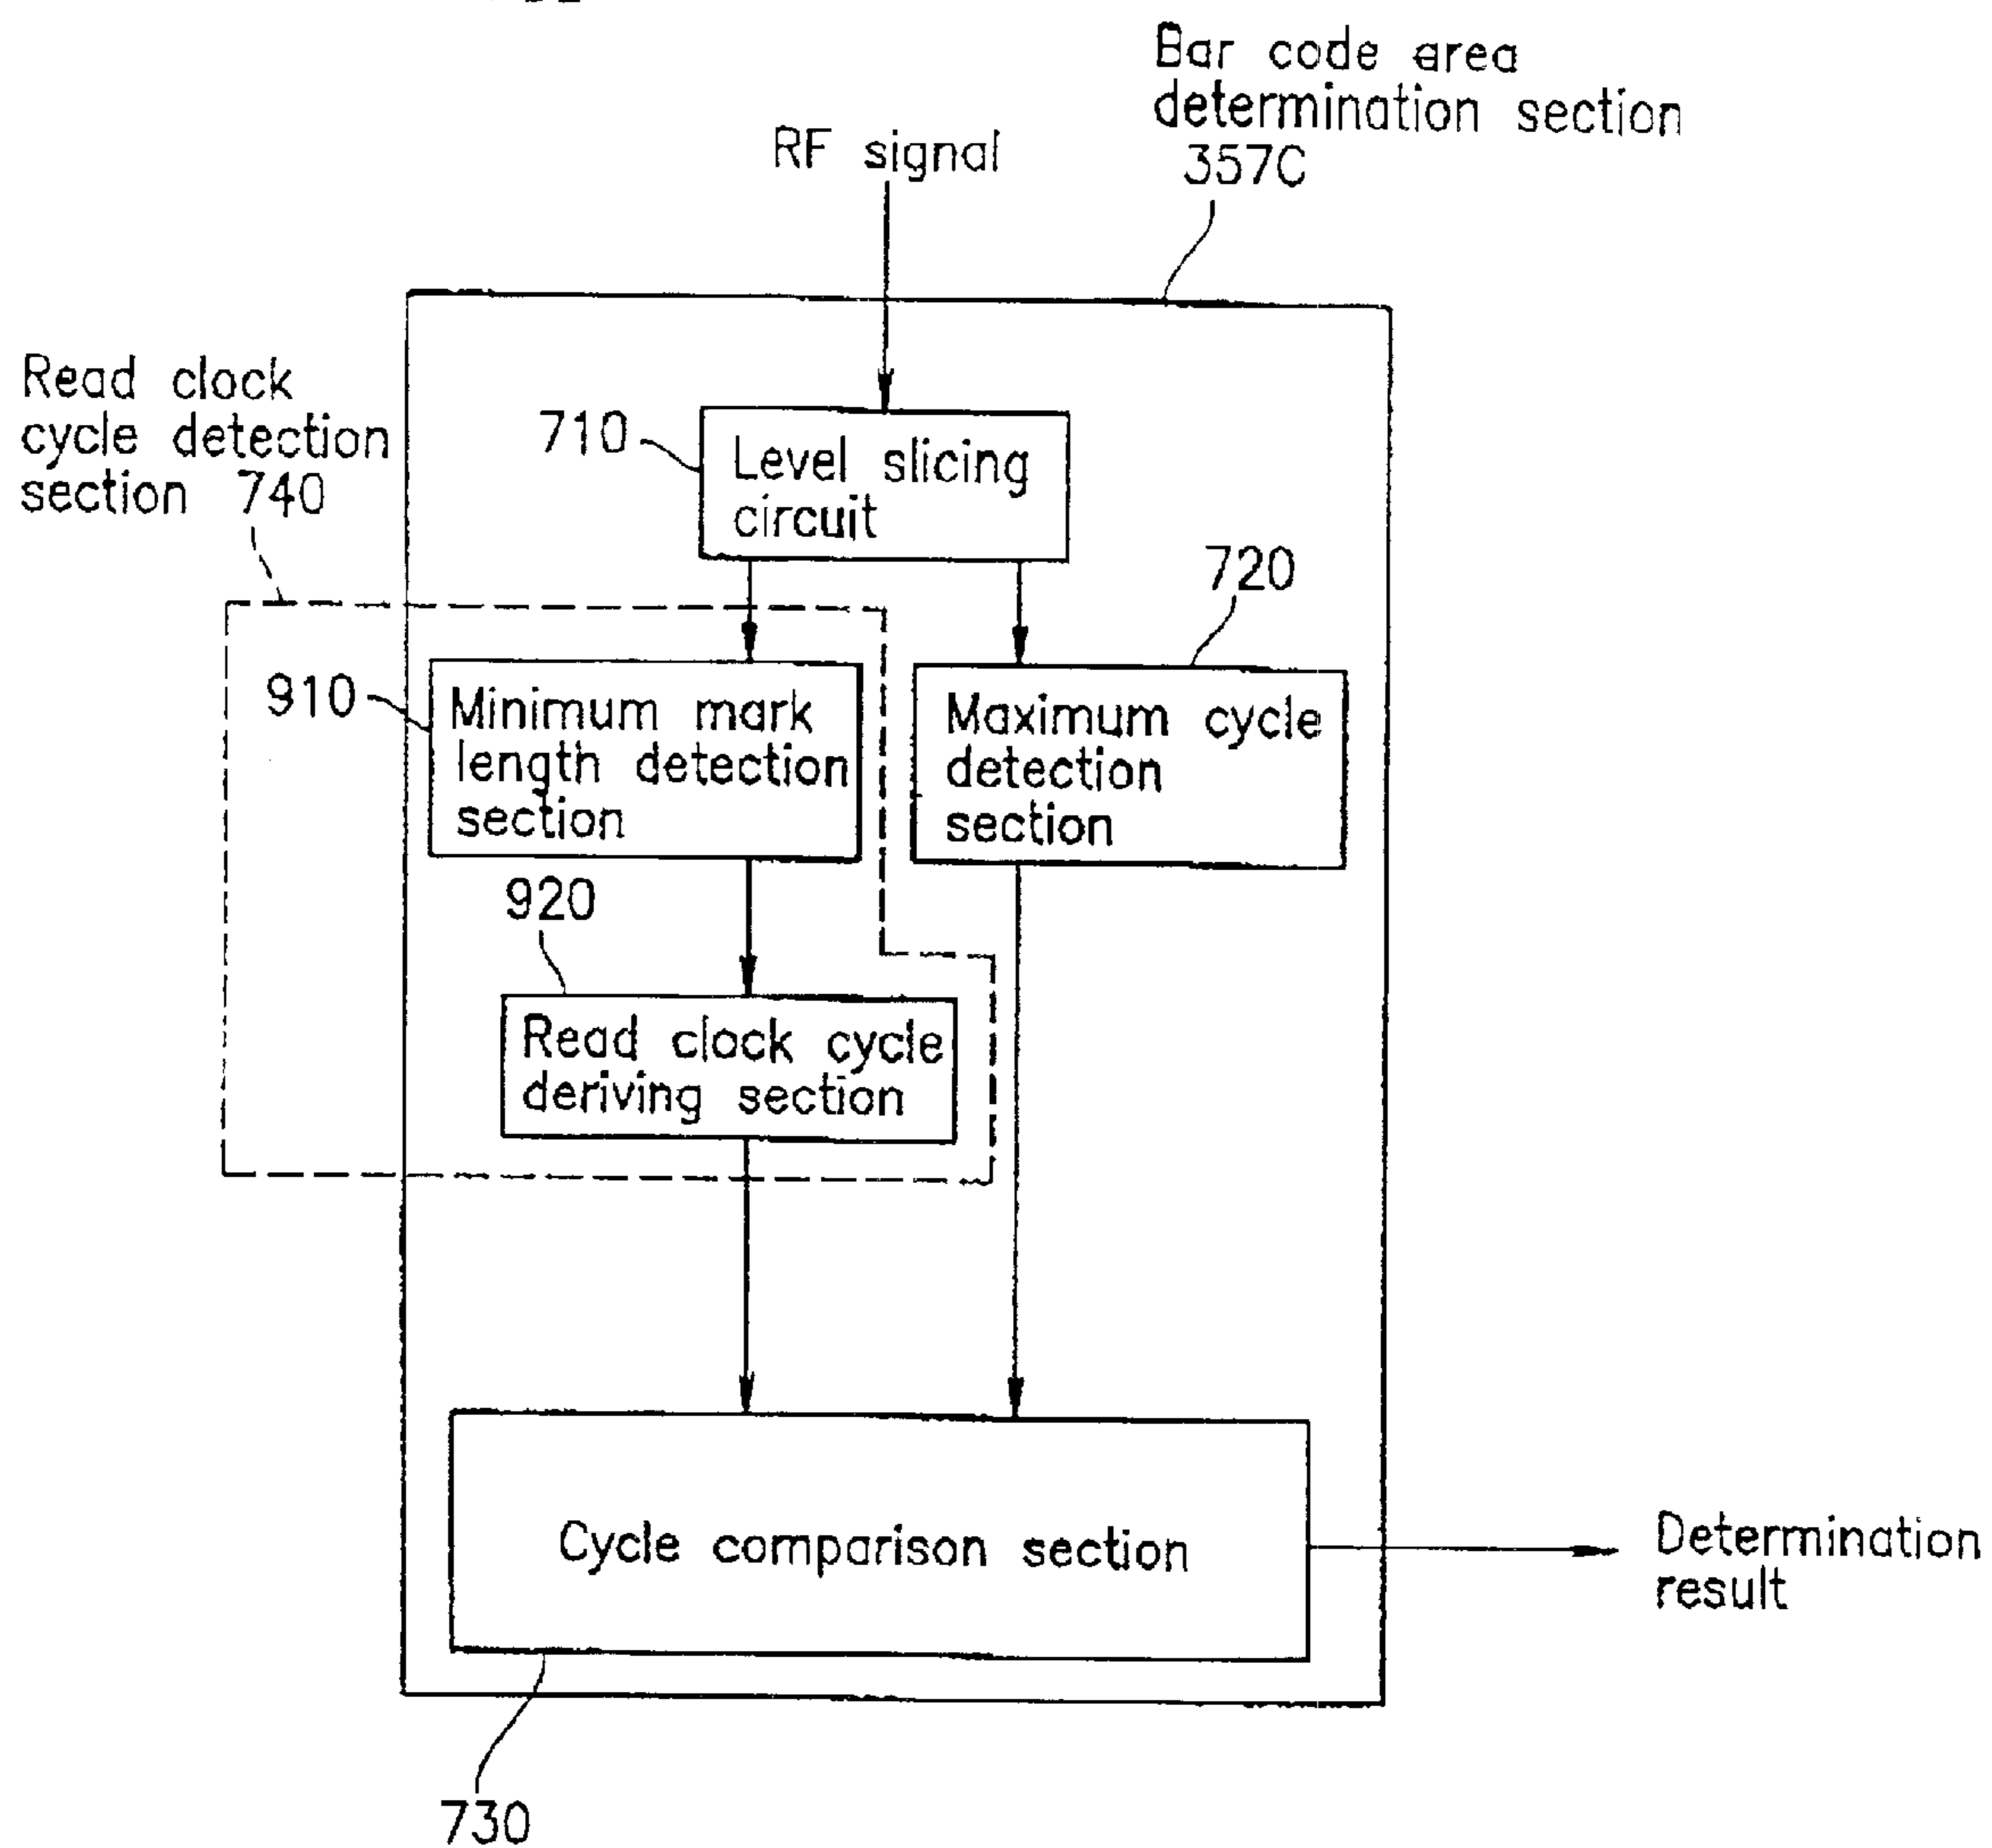 Bar code area
determination section
357C
RF signal
Read clock
cycle detection
section 740
710
Level slicing
circuit
720
910
Minimum mark
length detection
section
Maximum cycle
detection
section
920
Read clock cycle
deriving section
Cycle comparison section
Determination
result
730